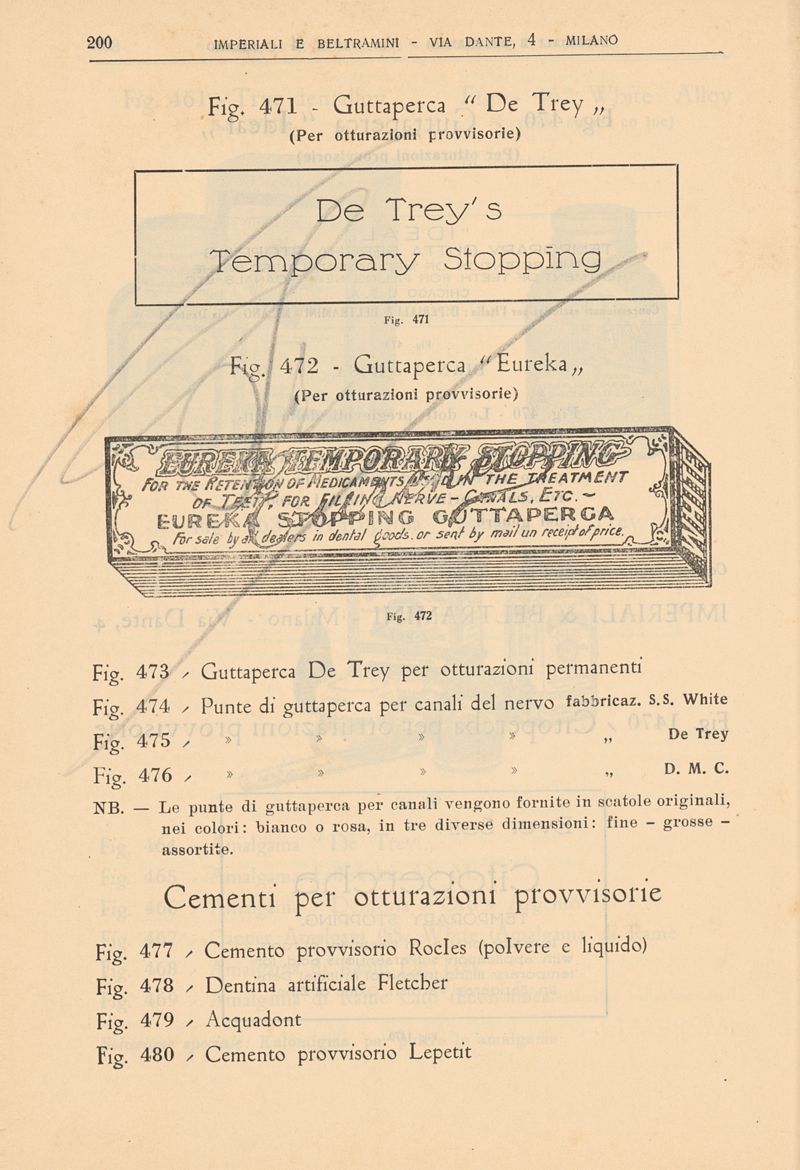 200 IMPERIALI E BELTRAMINI - VIA DANTE, 4 - MILANO
Fig. 471 - Guttaperca “ De Trey „
(Per otturazioni provvisorie)
De Trey's
Temporary Stopping
Fig. 471
Fig. 472 - Guttaperca “ Eureka „
(Per otturazioni provvisorie)
EUREKA TEMPORARY STOPPING
FOR THE RETENTION OF MEDICAMENTS IN THE TREATMENT
OF TEETH, FOR FILLING NERVE-CANALS, ETC.
EUREKA STOPPING GUTTAPERCA
For sale by all dealers in dental goods. or sent by mail un receipt of price.
Fig. 472
Fig. 473 - Guttaperca De Trey per otturazioni permanenti
Fig. 474 - Punte di guttaperca per canali del nervo fabbricaz. S.S. White
Fig. 475 - » » » » „ De Trey
Fig. 476 - » » » » „ D. M. C.
NB. — Le punte di guttaperca per canali vengono fornite in scatole originali,
nei colori: bianco o rosa, in tre diverse dimensioni: fine - grosse -
assortite.
Cementi per otturazioni provvisorie
Fig. 477 - Cemento provvisorio Rocles (polvere e liquido)
Fig. 478 - Dentina artificiale Fletcher
Fig. 479 - Acquadont
Fig. 480 - Cemento provvisorio Lepetit